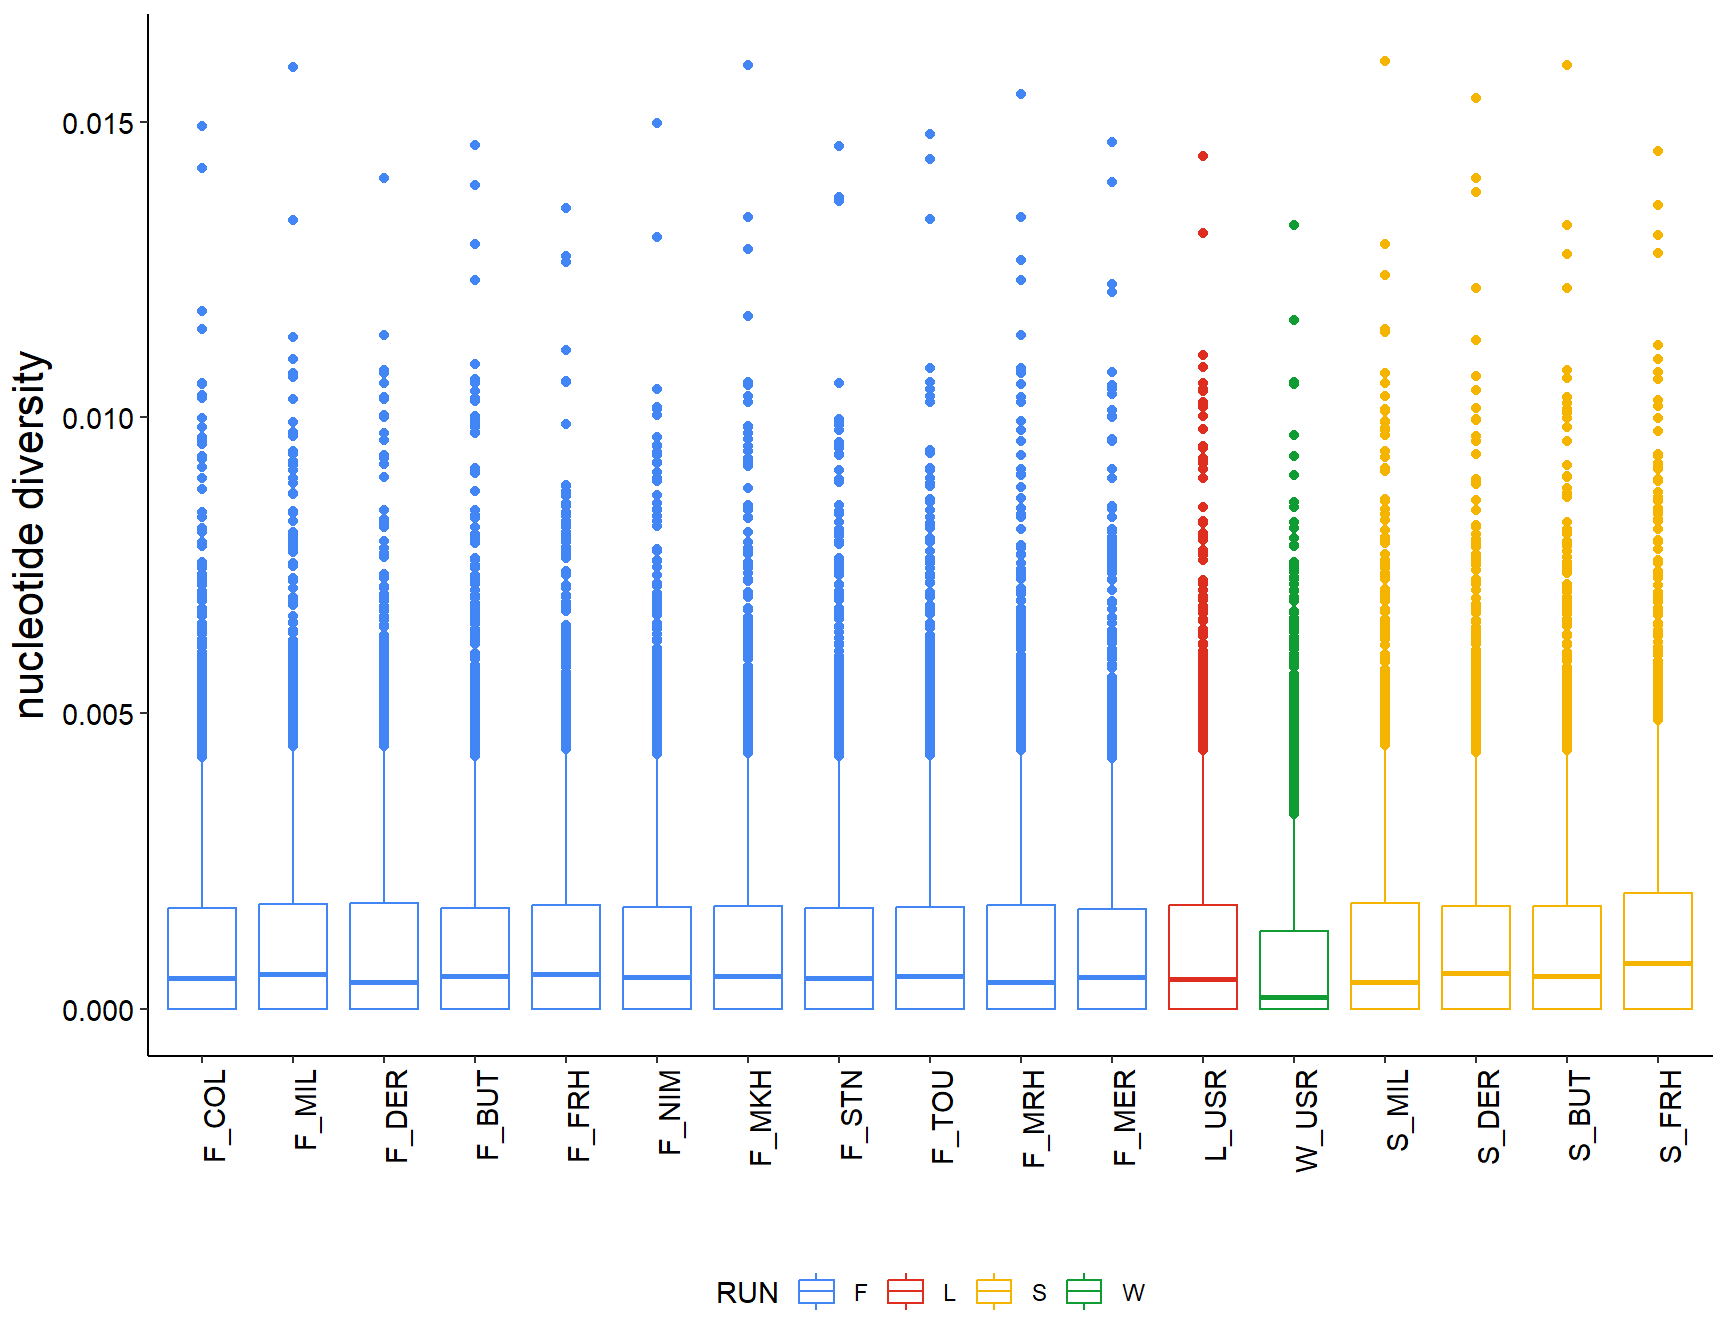 nucleotide diversity
0.015
0.010
0.005
0.000
F_COL
F_MIL
F_DER
F_BUT
F_FRH
F_NIM
F_MKH
F_STN
F_TOU
F_MRH
F_MER
L_USR
W_USR
S_MIL
S_DER
S_BUT
S_FRH
RUN F L S W